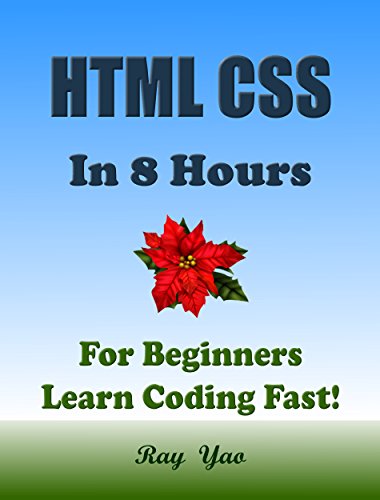 HTML CSS
In 8 Hours
For Beginners
Learn Coding Fast!
Ray Yao